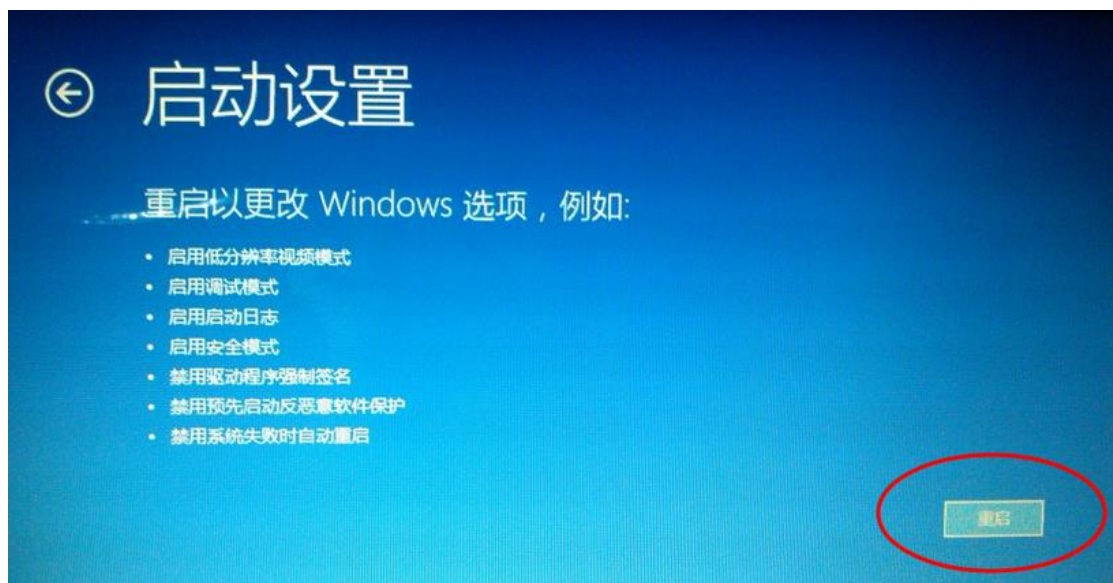 启动设置
重启以更改 Windows 选项，例如:
• 启用低分辨率视频模式
• 启用调试模式
• 启用启动日志
• 启用安全模式
• 禁用驱动程序强制签名
• 禁用预先启动反恶意软件保护
• 禁用系统失败时自动重启
重启